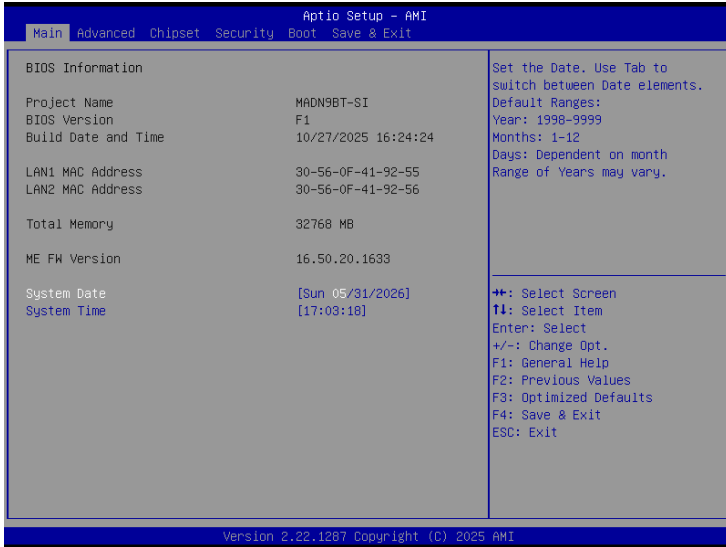 Aptio Setup – AMI
Main Advanced Chipset Security Boot Save & Exit
BIOS Information
Project Name MADN9BT-SI
BIOS Version F1
Build Date and Time 10/27/2025 16:24:24
LAN1 MAC Address 30-56-0F-41-92-55
LAN2 MAC Address 30-56-0F-41-92-56
Total Memory 32768 MB
ME FW Version 16.50.20.1633
System Date [Sun 05/31/2026]
System Time [17:03:18]
Set the Date. Use Tab to
switch between Date elements.
Default Ranges:
Year: 1998-9999
Months: 1-12
Days: Dependent on month
Range of Years may vary.
→←: Select Screen
↑↓: Select Item
Enter: Select
+/-: Change Opt.
F1: General Help
F2: Previous Values
F3: Optimized Defaults
F4: Save & Exit
ESC: Exit
Version 2.22.1287 Copyright (C) 2025 AMI